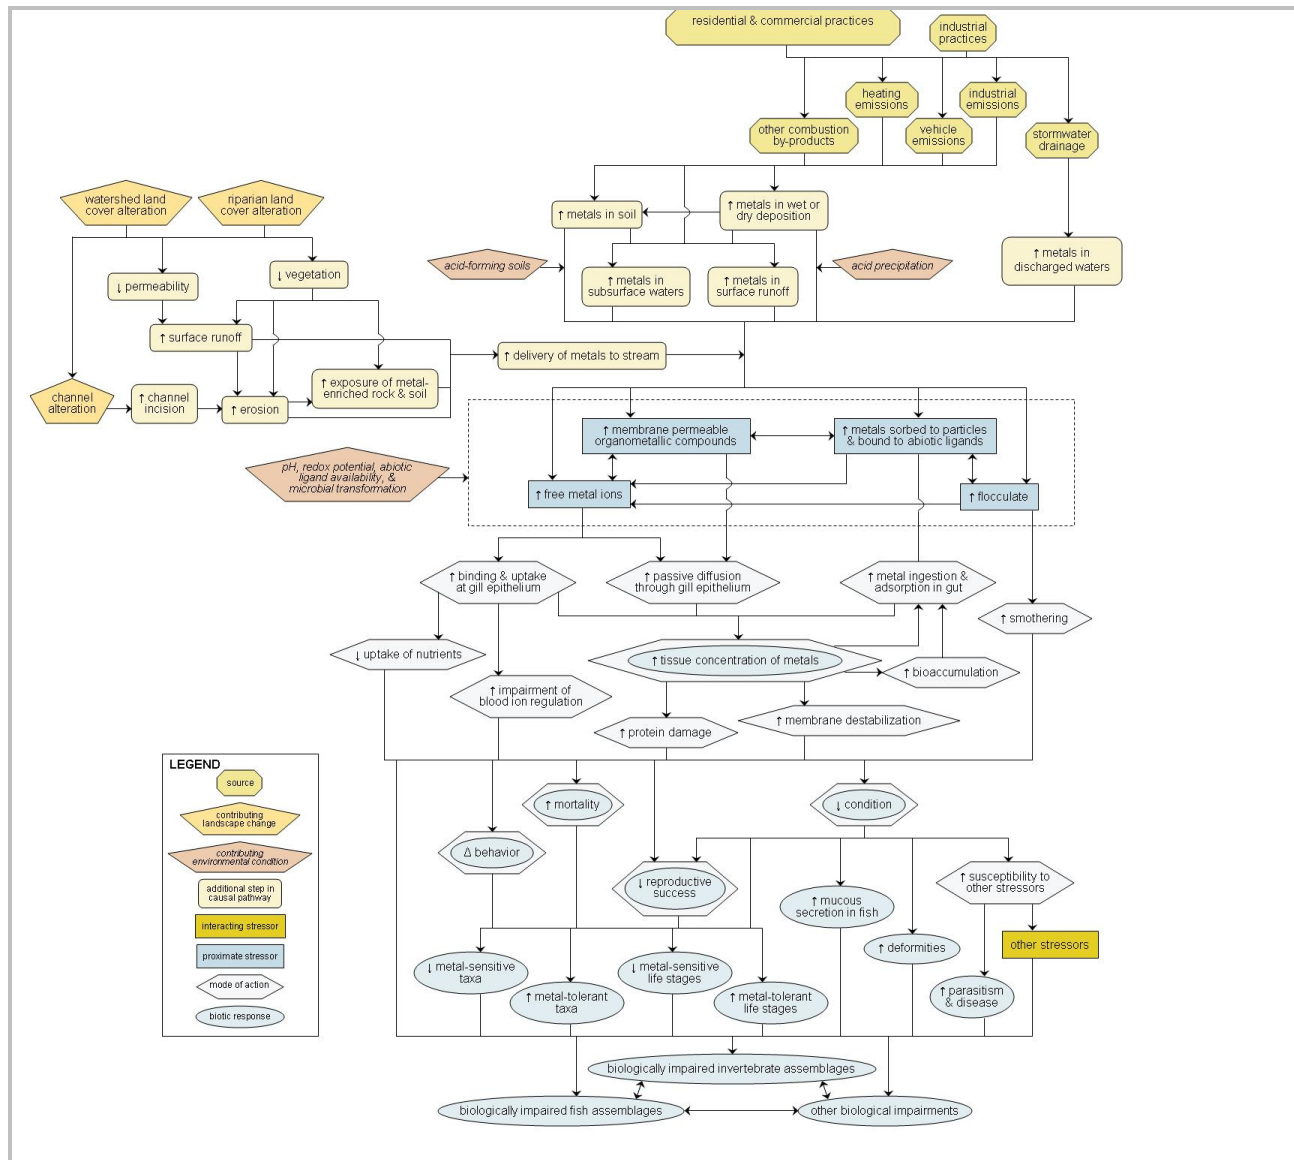 residential & commercial practices
industrial
practices
heating
emissions
industrial
emissions
other combustion
by-products
vehicle
emissions
stormwater
drainage
watershed land
cover alteration
riparian land
cover alteration
↑ metals in soil
↑ metals in wet or
dry deposition
↑ metals in
discharged waters
acid-forming soils
acid precipitation
↓ vegetation
↓ permeability
↑ metals in
subsurface waters
↑ metals in
surface runoff
↑ surface runoff
↑ delivery of metals to stream
↑ exposure of metal-
enriched rock & soil
channel
alteration
↑ channel
incision
↑ erosion
↑ membrane permeable
organometallic compounds
↑ metals sorbed to particles
& bound to abiotic ligands
pH, redox potential, abiotic
ligand availability, &
microbial transformation
↑ free metal ions
↑ flocculate
↑ binding & uptake
at gill epithelium
↑ passive diffusion
through gill epithelium
↑ metal ingestion &
adsorption in gut
↑ smothering
↓ uptake of nutrients
↑ tissue concentration of metals
↑ bioaccumulation
↑ impairment of
blood ion regulation
↑ protein damage
↑ membrane destabilization
LEGEND
source
contributing
landscape change
contributing
environmental condition
additional step in
causal pathway
interacting stressor
proximate stressor
mode of action
biotic response
↑ mortality
↓ condition
Δ behavior
↓ reproductive
success
↑ susceptibility to
other stressors
↑ mucous
secretion in fish
↑ deformities
other stressors
↓ metal-sensitive
taxa
↑ metal-tolerant
taxa
↓ metal-sensitive
life stages
↑ metal-tolerant
life stages
↑ parasitism
& disease
biologically impaired invertebrate assemblages
biologically impaired fish assemblages
other biological impairments